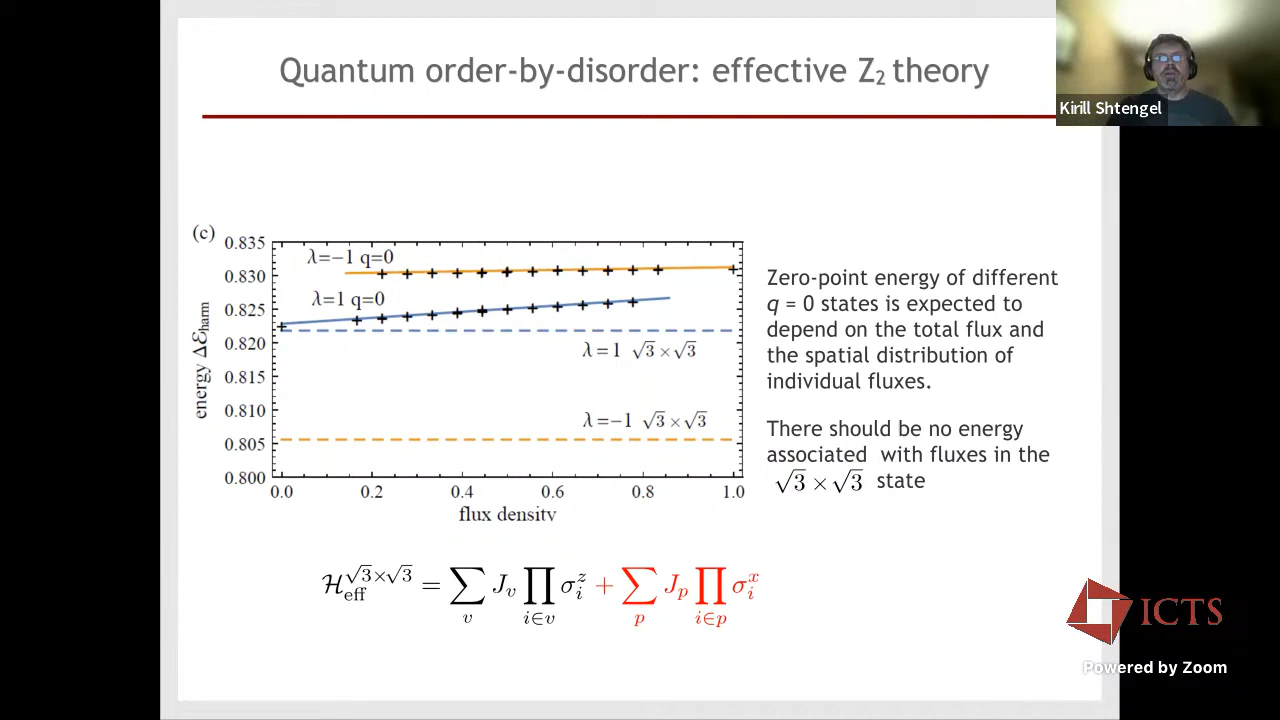 Quantum order-by-disorder: effective Z₂ theory
Kirill Shtengel
(c)
0.835
0.830
0.825
0.820
0.815
0.810
0.805
0.800
energy Δℰharm
λ=−1 q=0
λ=1 q=0
λ = 1 √3 × √3
λ=−1 √3 × √3
0.0 0.2 0.4 0.6 0.8 1.0
flux density
Zero-point energy of different
q = 0 states is expected to
depend on the total flux and
the spatial distribution of
individual fluxes.
There should be no energy
associated with fluxes in the
√3 × √3 state
ℋ_eff^{√3×√3} = ∑_v J_v ∏_{i∈v} σ_i^z + ∑_p J_p ∏_{i∈p} σ_i^x
ICTS
Powered by Zoom